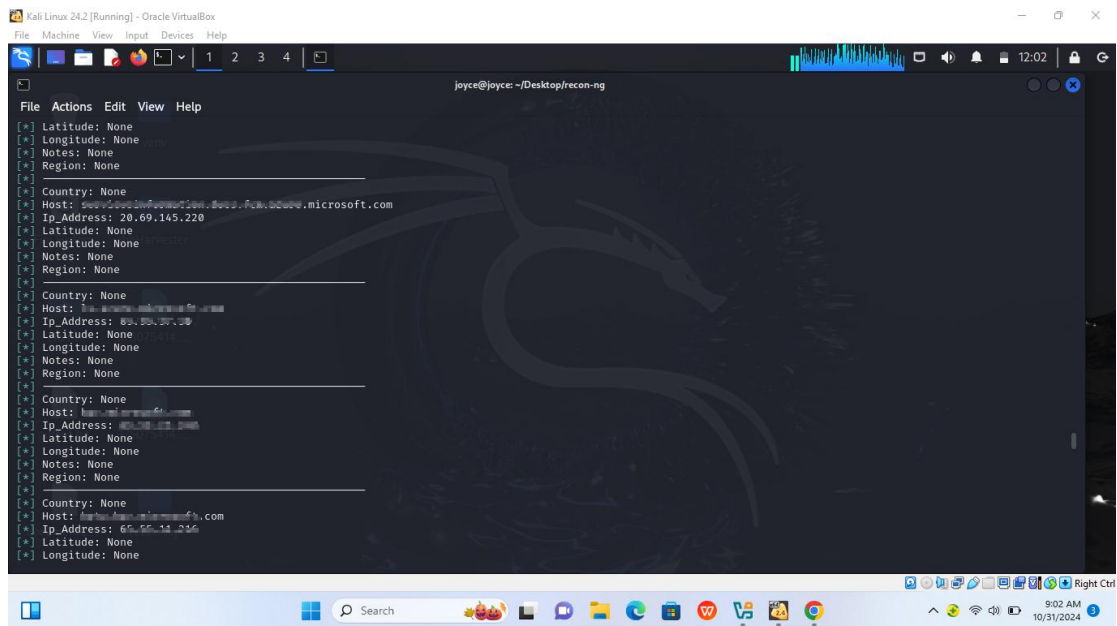 Kali Linux 24.2 [Running] - Oracle VirtualBox
File Machine View Input Devices Help
1 2 3 4
12:02
joyce@joyce: ~/Desktop/recon-ng
File Actions Edit View Help
[*] Latitude: None
[*] Longitude: None
[*] Notes: None
[*] Region: None
[*]
[*] Country: None
[*] Host: .microsoft.com
[*] Ip_Address: 20.69.145.220
[*] Latitude: None
[*] Longitude: None
[*] Notes: None
[*] Region: None
[*]
[*] Country: None
[*] Host:
[*] Ip_Address:
[*] Latitude: None
[*] Longitude: None
[*] Notes: None
[*] Region: None
[*]
[*] Country: None
[*] Host:
[*] Ip_Address:
[*] Latitude: None
[*] Longitude: None
[*] Notes: None
[*] Region: None
[*]
[*] Country: None
[*] Host: .com
[*] Ip_Address:
[*] Latitude: None
[*] Longitude: None
Right Ctrl
Search
9:02 AM
10/31/2024
3